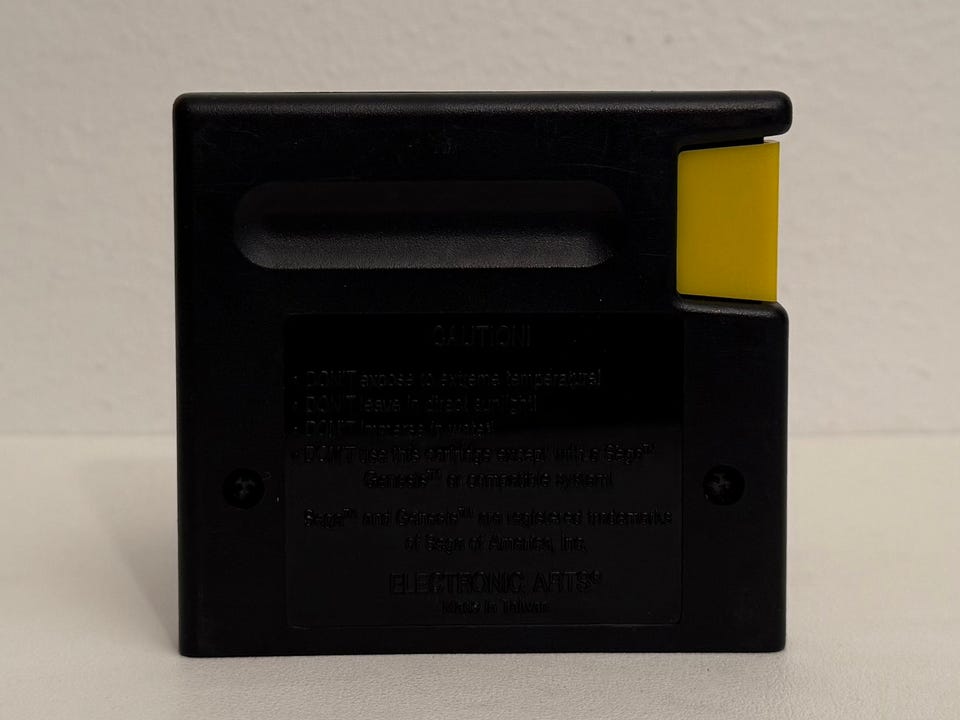 CAUTION!
• DON'T expose to extreme temperature!
• DON'T leave in direct sunlight!
• DON'T immerse in water!
• DON'T use this cartridge except with a Sega™
Genesis™ or compatible system!
Sega™ and Genesis™ are registered trademarks
of Sega of America, Inc.
ELECTRONIC ARTS®
Made in Taiwan